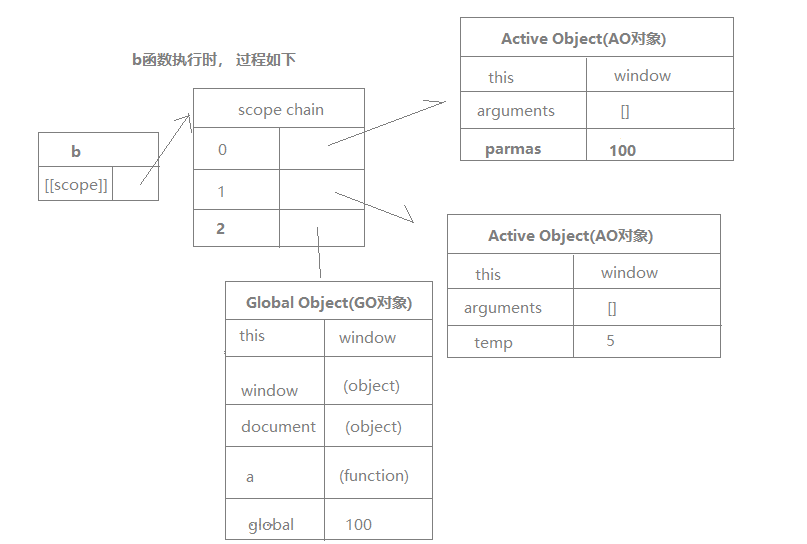 b函数执行时， 过程如下
b
[[scope]]
scope chain
0
1
2
Active Object(AO对象)
this window
arguments []
parmas 100
Active Object(AO对象)
this window
arguments []
temp 5
Global Object(GO对象)
this window
window (object)
document (object)
a (function)
global 100